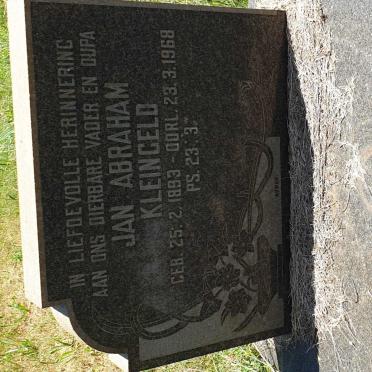 IN LIEFDEVOLLE HERINNERING
AAN ONS DIERBARE VADER EN OUPA
JAN ABRAHAM
KLEINGELD
GEB. 25. 2. 1893 - OORL. 23. 3. 1968
PS. 23. 3.